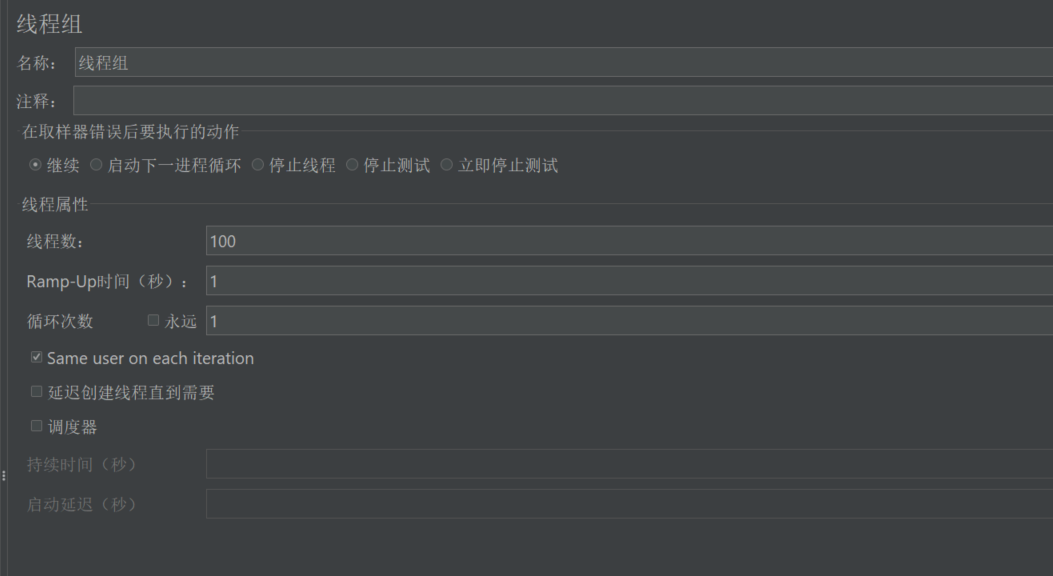 线程组
名称： 线程组
注释：
在取样器错误后要执行的动作
继续 启动下一进程循环 停止线程 停止测试 立即停止测试
线程属性
线程数： 100
Ramp-Up时间（秒）： 1
循环次数 永远 1
Same user on each iteration
延迟创建线程直到需要
调度器
持续时间（秒）
启动延迟（秒）